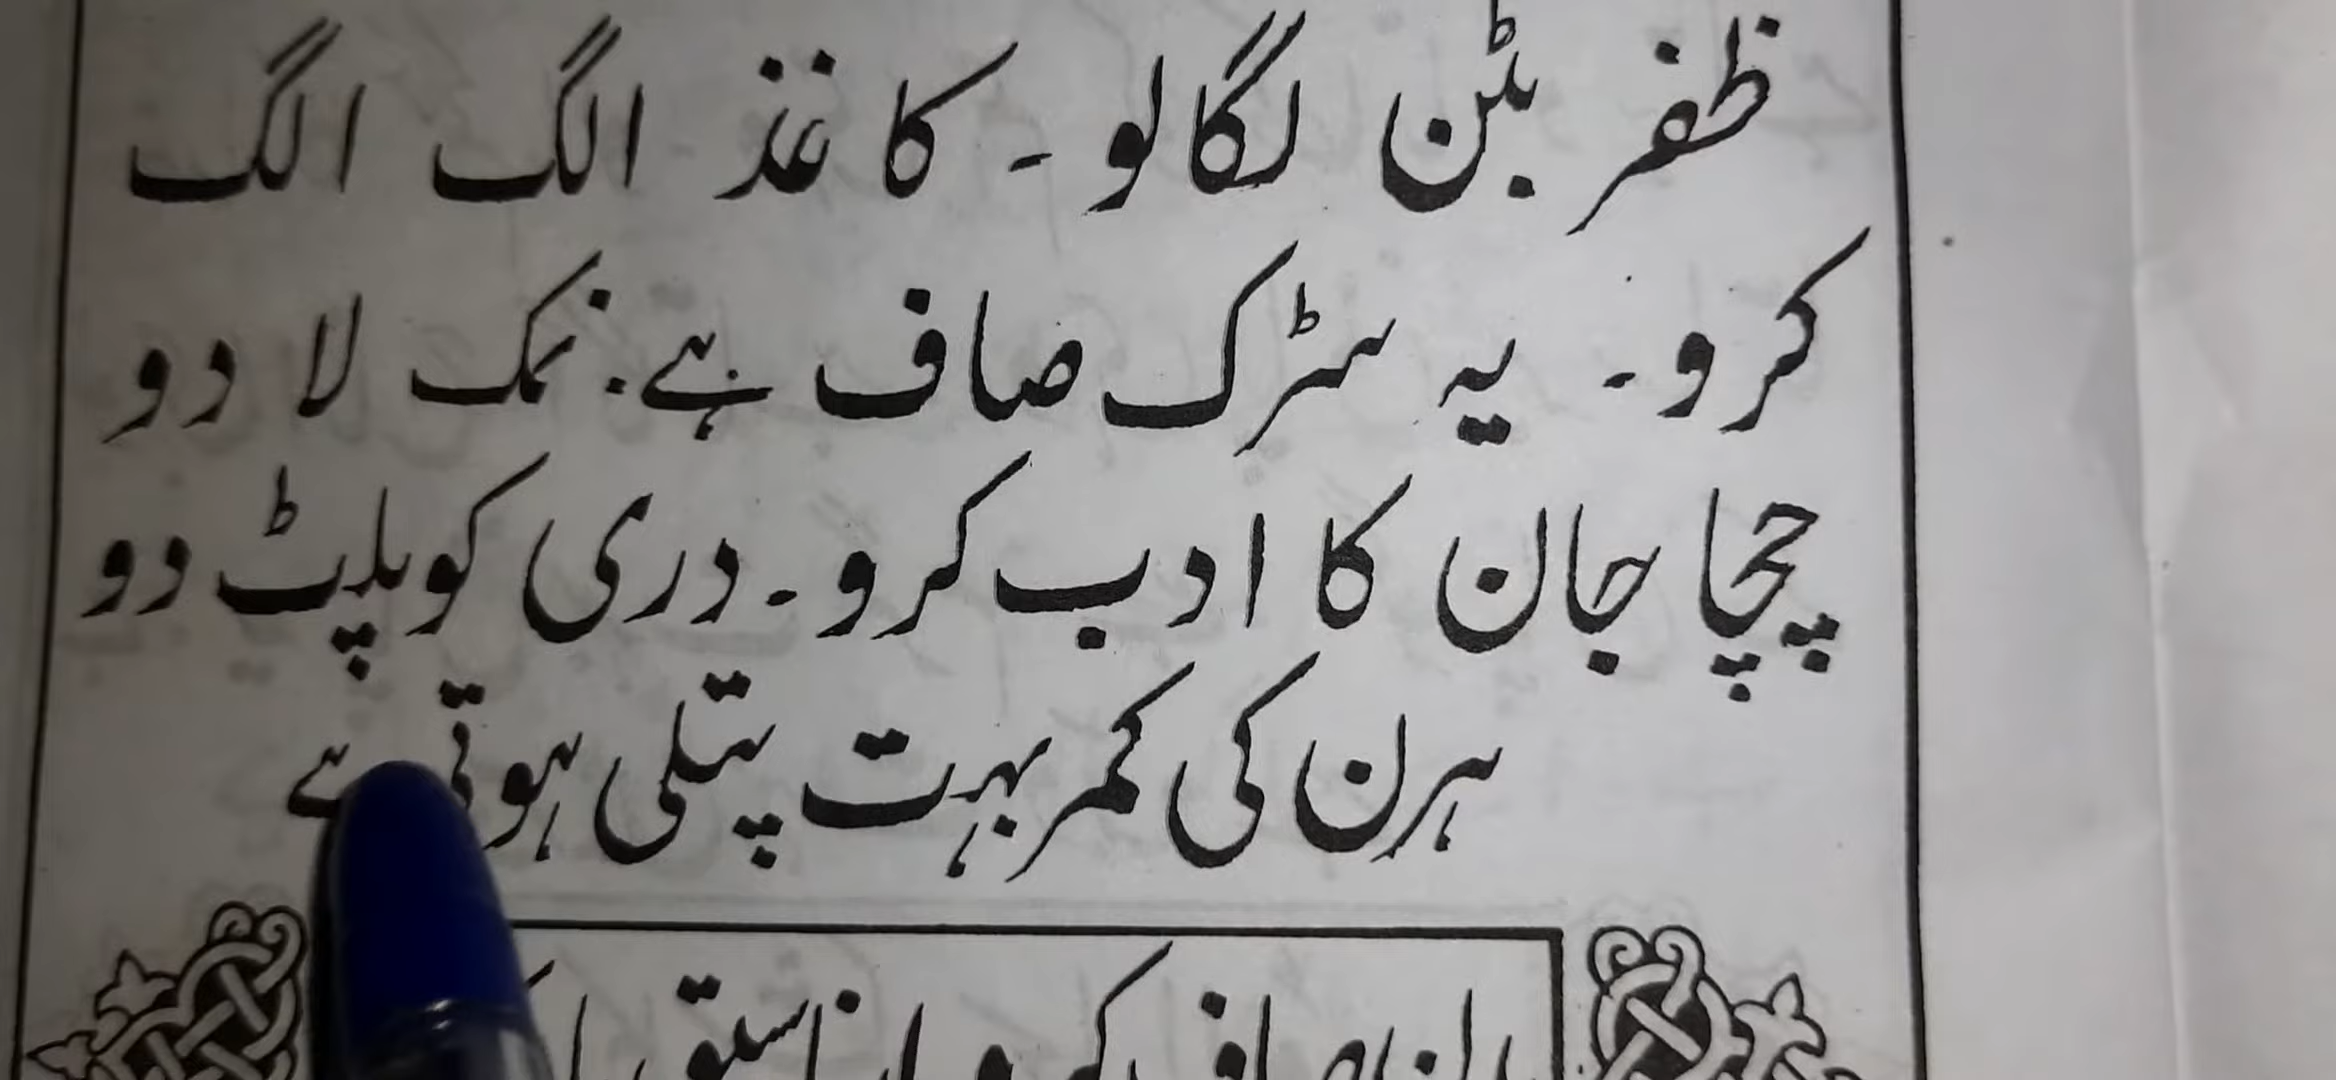 ظفر بٹن لگا لو ۔ کاغذ الگ الگ
کرو ۔ یہ سڑک صاف ہے ۔ نمک لا دو
چچا جان کا ادب کرو ۔ دری کو پلٹ دو
ہرن کی کمر بہت پتلی ہوتی ہے
صاف